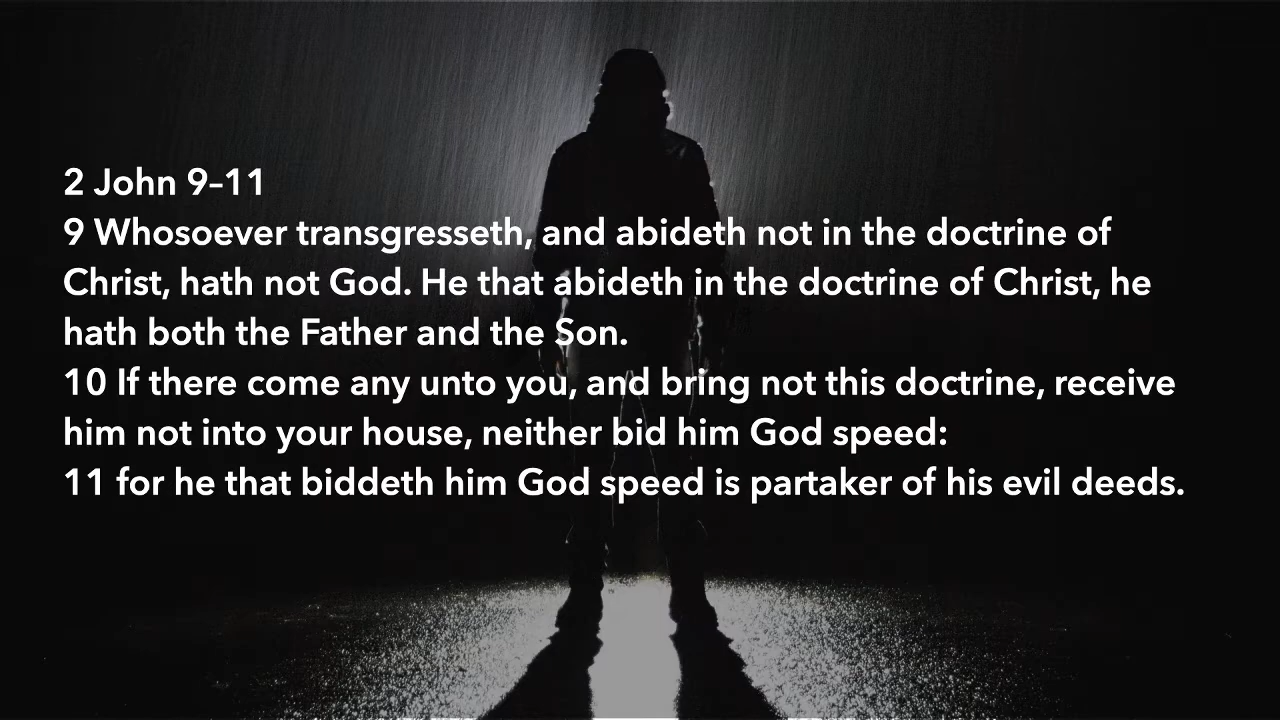 2 John 9–11
9 Whosoever transgresseth, and abideth not in the doctrine of
Christ, hath not God. He that abideth in the doctrine of Christ, he
hath both the Father and the Son.
10 If there come any unto you, and bring not this doctrine, receive
him not into your house, neither bid him God speed:
11 for he that biddeth him God speed is partaker of his evil deeds.